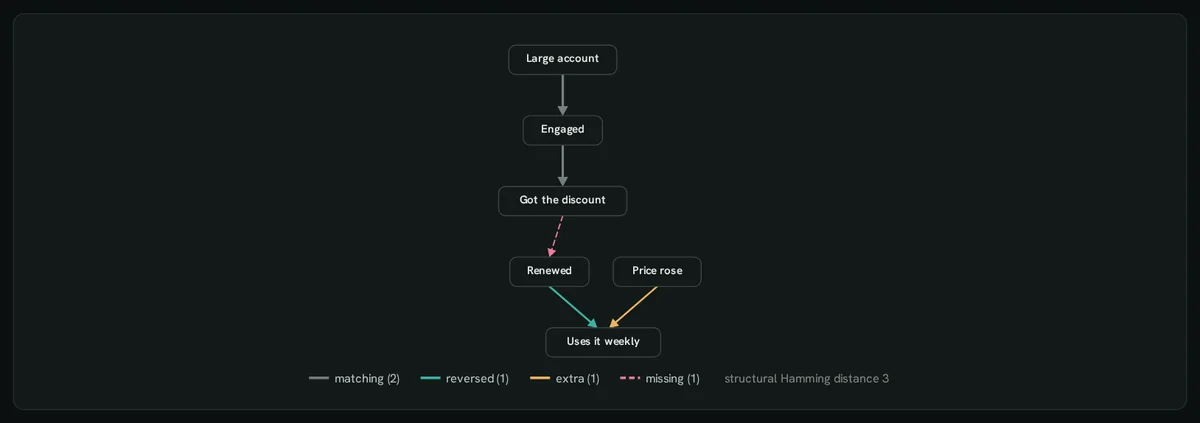 Large account
Engaged
Got the discount
Renewed
Price rose
Uses it weekly
matching (2) reversed (1) extra (1) missing (1) structural Hamming distance 3